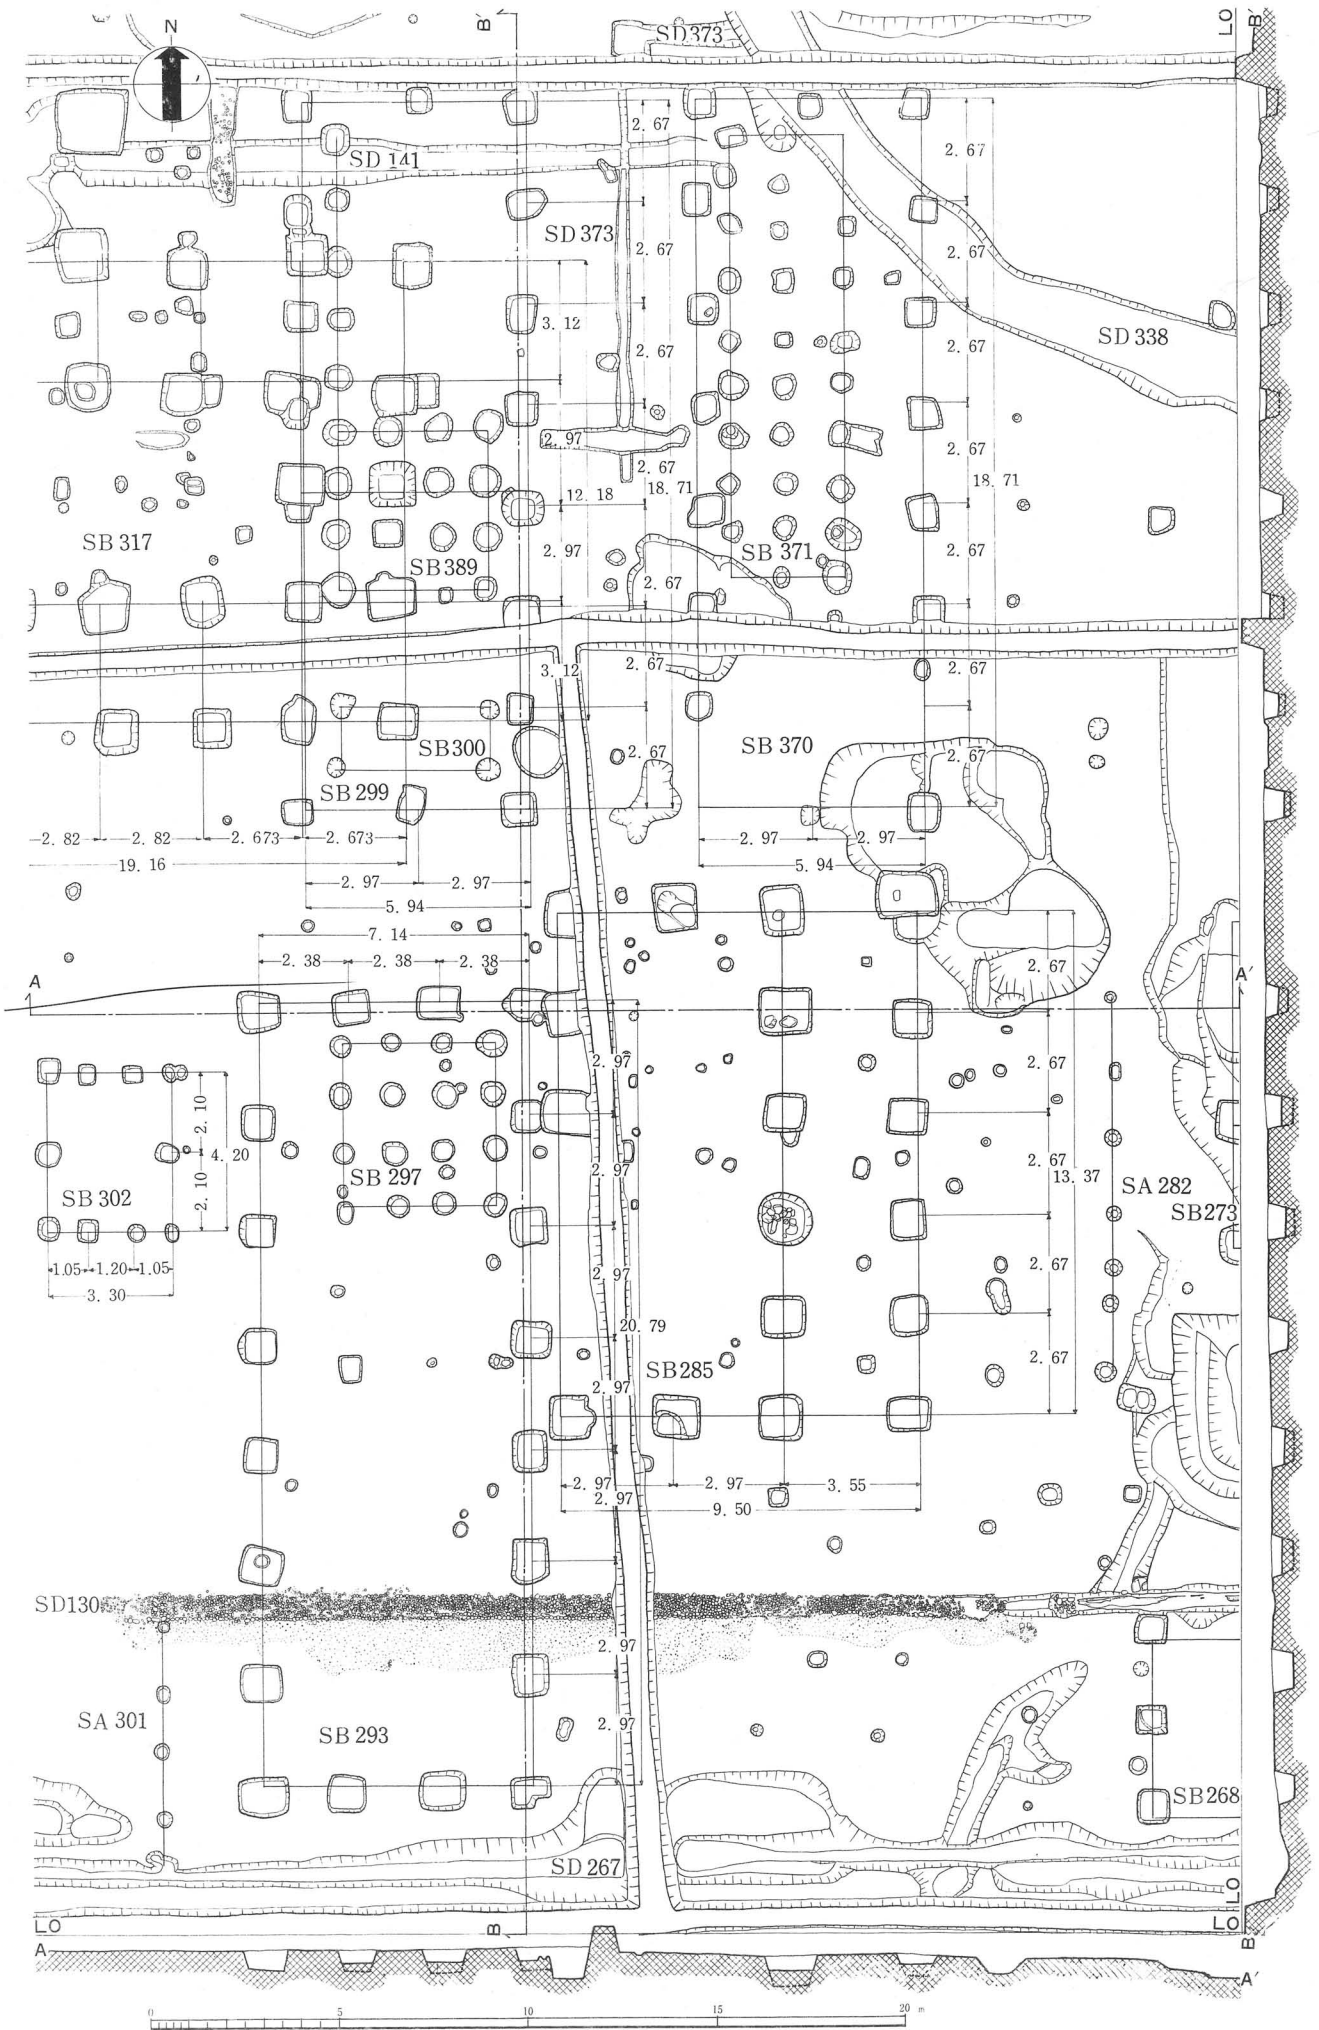 N
B′
SD373
LO
B′
2.67
2.67
SD 141
SD373
2.67
2.67
3.12
SD 338
2.67
2.67
2.97
2.67
2.67
12.18
18.71
18.71
SB 317
2.97
SB 371
2.67
SB389
2.67
3.12
2.67
2.67
SB300
SB 370
2.67
2.67
SB 299
2.82
2.82
2.673
2.673
2.97
2.97
19.16
5.94
2.97
2.97
5.94
7.14
2.38
2.38
2.38
2.67
A
A′
2.97
2.67
2.10
4.20
2.97
2.67
13.37
SB 297
2.10
SB 302
SA 282
SB273
1.05
1.20
1.05
2.97
2.67
3.30
20.79
2.67
SB285
2.97
2.97
2.97
3.55
2.97
9.50
SD130
2.97
SA 301
2.97
SB 293
SB268
SD 267
LO
LO
LO
B
B
A
A′
0
5
10
15
20 m